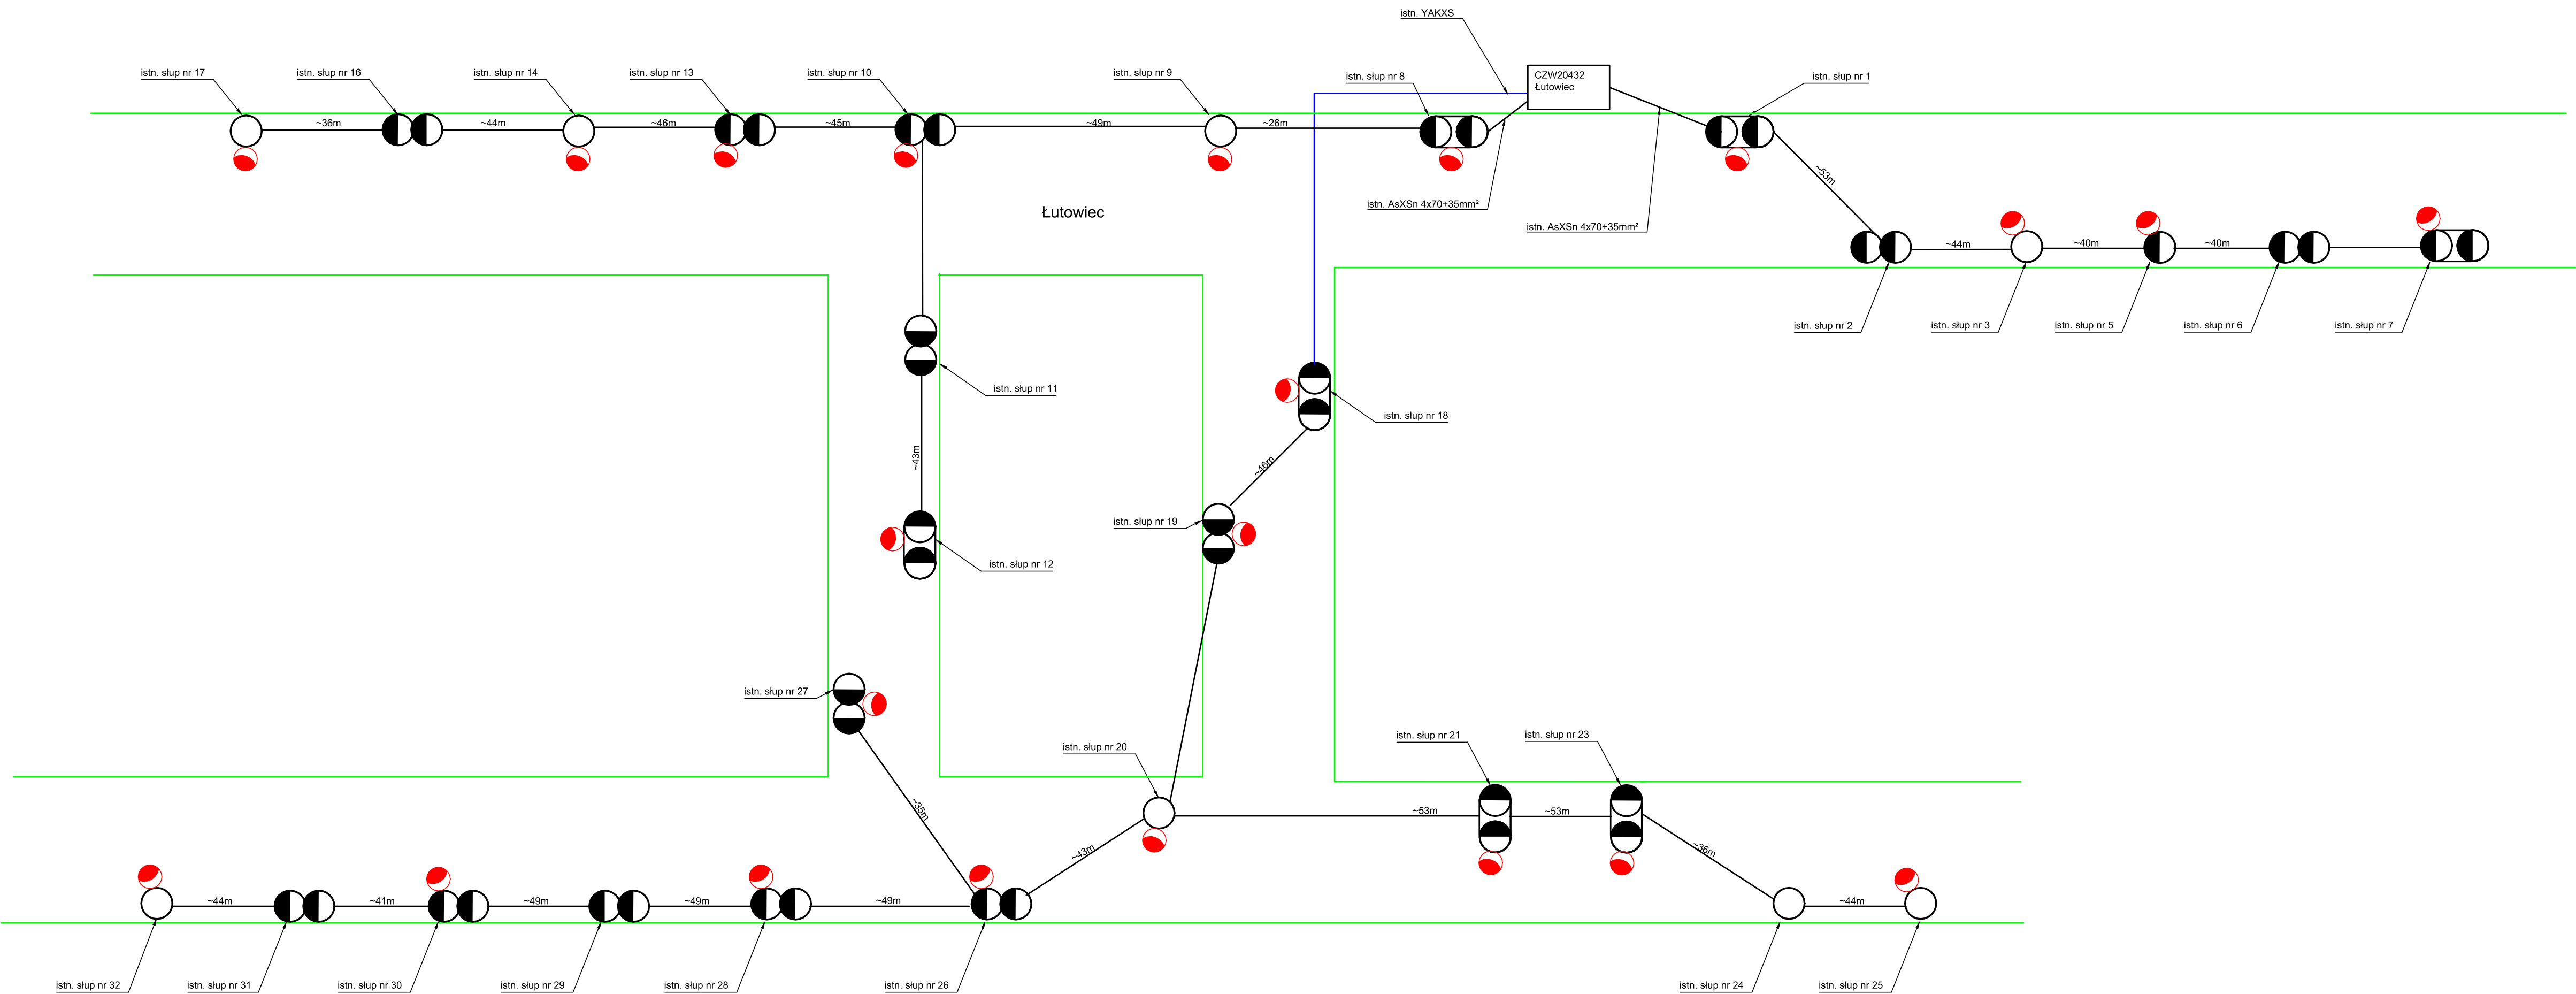 istn. YAKXS
istn. słup nr 17
istn. słup nr 16
istn. słup nr 14
istn. słup nr 13
istn. słup nr 10
istn. słup nr 9
istn. słup nr 8
CZW20432
Łutowiec
istn. słup nr 1
~36m
~44m
~46m
~45m
~49m
~26m
~53m
istn. AsXSn 4x70+35mm²
istn. AsXSn 4x70+35mm²
Łutowiec
~44m
~40m
~40m
istn. słup nr 2
istn. słup nr 3
istn. słup nr 5
istn. słup nr 6
istn. słup nr 7
istn. słup nr 11
istn. słup nr 18
~43m
~46m
istn. słup nr 19
istn. słup nr 12
istn. słup nr 27
istn. słup nr 20
istn. słup nr 21
istn. słup nr 23
~35m
~53m
~53m
~43m
~36m
~44m
~41m
~49m
~49m
~49m
~44m
istn. słup nr 32
istn. słup nr 31
istn. słup nr 30
istn. słup nr 29
istn. słup nr 28
istn. słup nr 26
istn. słup nr 24
istn. słup nr 25